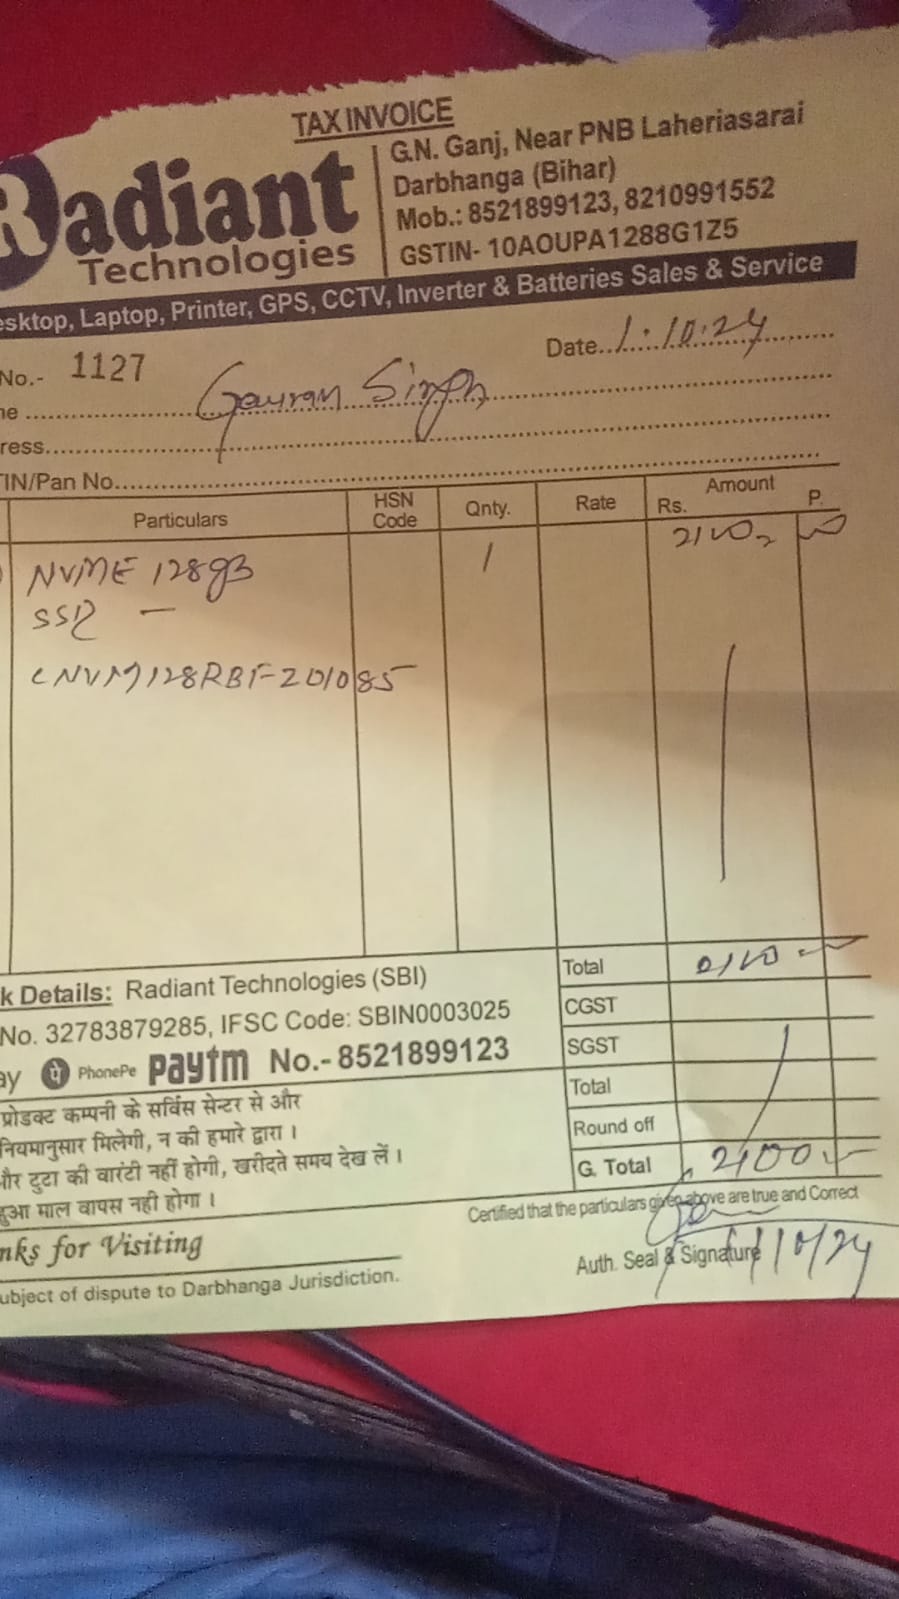 TAX INVOICE
Radiant
Technologies
G.N. Ganj, Near PNB Laheriasarai
Darbhanga (Bihar)
Mob.: 8521899123, 8210991552
GSTIN- 10AOUPA1288G1Z5
esktop, Laptop, Printer, GPS, CCTV, Inverter & Batteries Sales & Service
No.- 1127
Date. 1.10.24
me Gaurav Singh
ress
TIN/Pan No.
Particulars HSN Code Qnty. Rate Amount Rs. P.
NVME 128gB 1
SSD -
NVM128RBF-201085
k Details: Radiant Technologies (SBI)
No. 32783879285, IFSC Code: SBIN0003025
ay PhonePe paytm No.- 8521899123
प्रोडक्ट कम्पनी के सर्विस सेन्टर से और
नियमानुसार मिलेगी, न की हमारे द्वारा ।
और टुटा की वारंटी नहीं होगी, खरीदते समय देख लें ।
हुआ माल वापस नही होगा ।
Total
CGST
SGST
Total
Round off
G. Total 2100
Certified that the particulars given above are true and Correct
nks for Visiting
Auth. Seal & Signature 1/10/24
ubject of dispute to Darbhanga Jurisdiction.